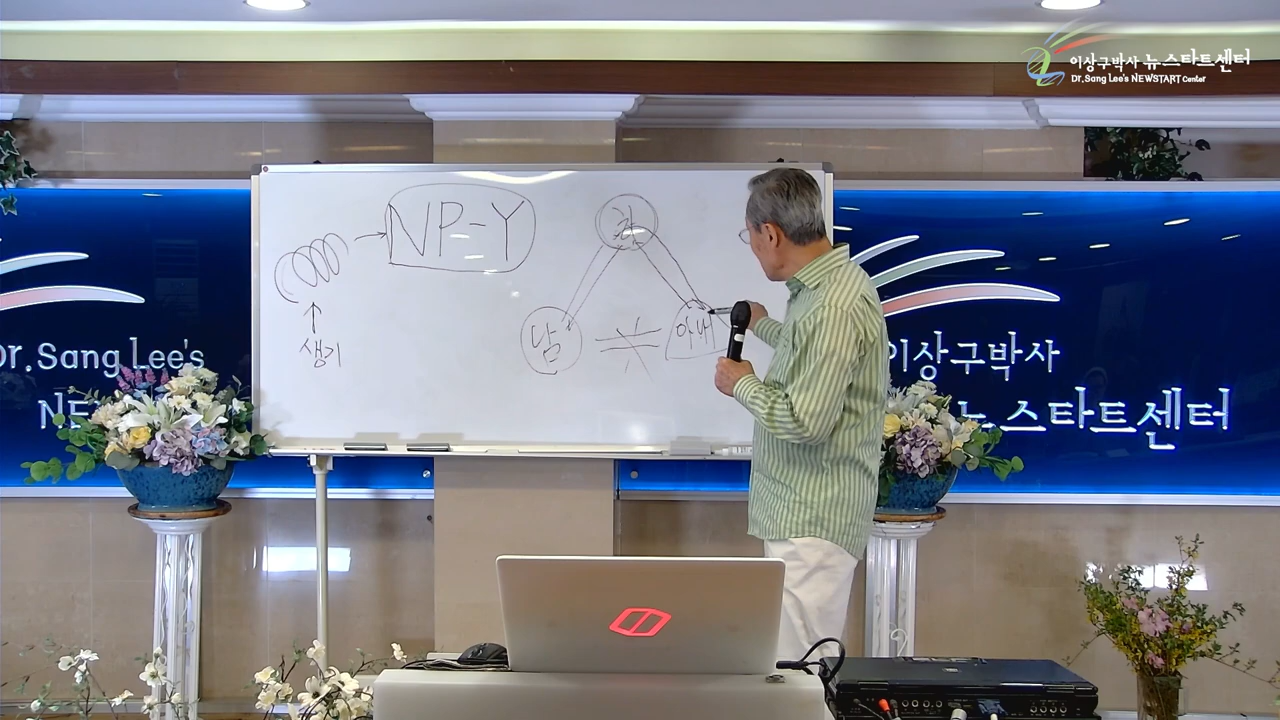 이상구박사 뉴스타트센터
Dr.Sang Lee's NEWSTART Center
NP-Y
생기
남
아내
Dr.Sang Lee's
NE
이상구박사
뉴스타트센터